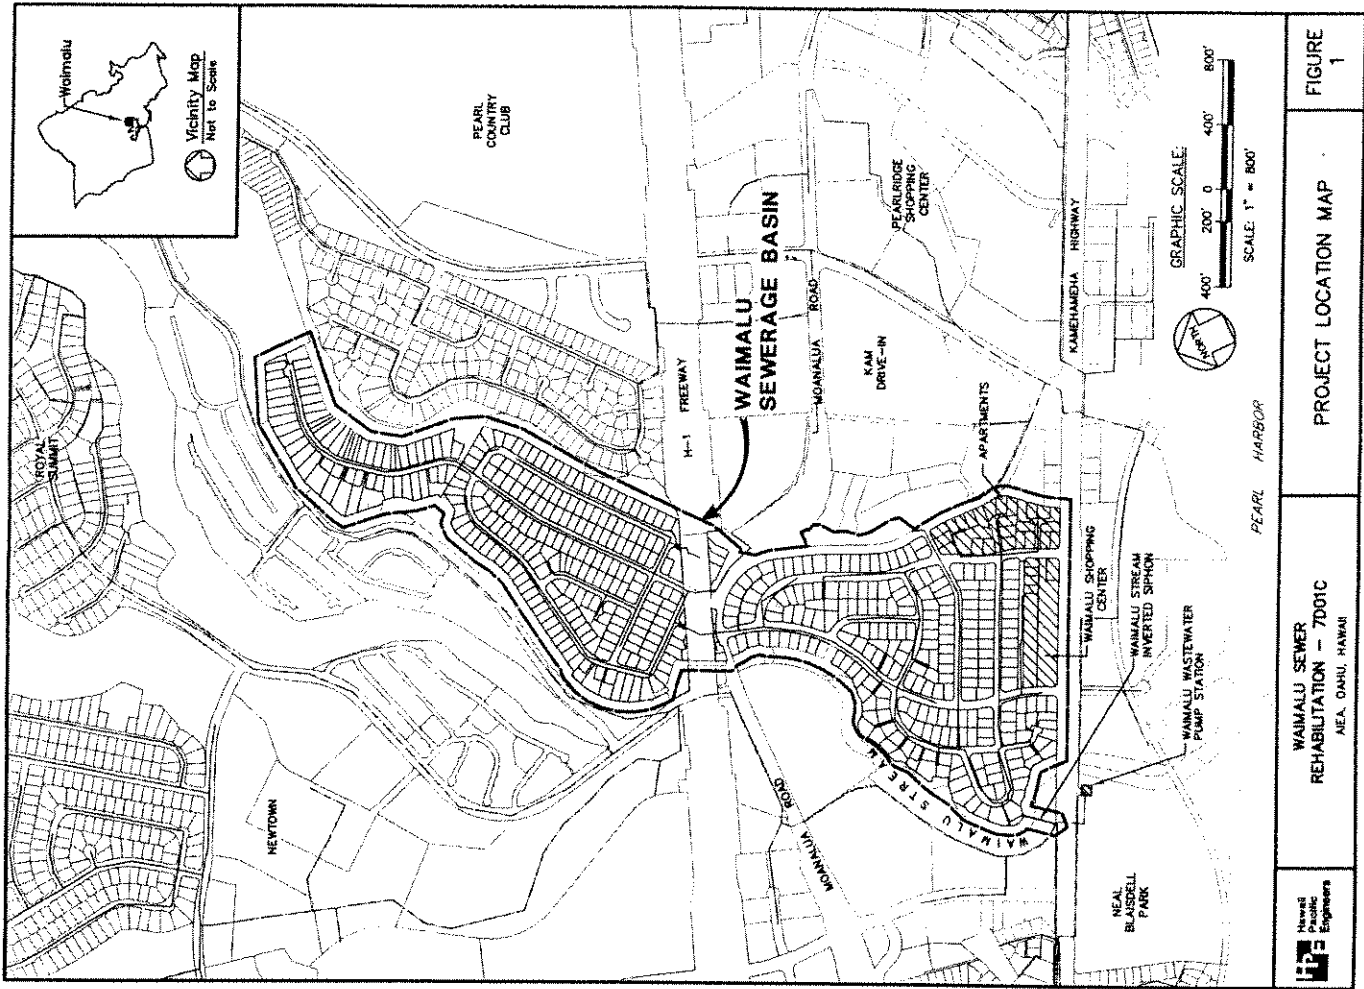 Waimalu
Vicinity Map
Not to Scale
ROYAL
SUMMIT
PEARL
COUNTRY
CLUB
NEWTOWN
H-1 FREEWAY
WAIMALU
SEWERAGE BASIN
MOANALUA ROAD
PEARLRIDGE
SHOPPING
CENTER
KAM
DRIVE-IN
MOANALUA ROAD
WAIMALU STREAM
APARTMENTS
KAMEHAMEHA HIGHWAY
WAIMALU SHOPPING
CENTER
WAIMALU STREAM
INVERTED SIPHON
WAIMALU WASTEWATER
PUMP STATION
NEAL
BLAISDELL
PARK
PEARL HARBOR
NORTH
GRAPHIC SCALE:
400' 200' 0 400' 800'
SCALE: 1" = 800'
HPE Hawaii
Pacific
Engineers
WAIMALU SEWER
REHABILITATION - 7D01C
AIEA, OAHU, HAWAII
PROJECT LOCATION MAP
FIGURE
1